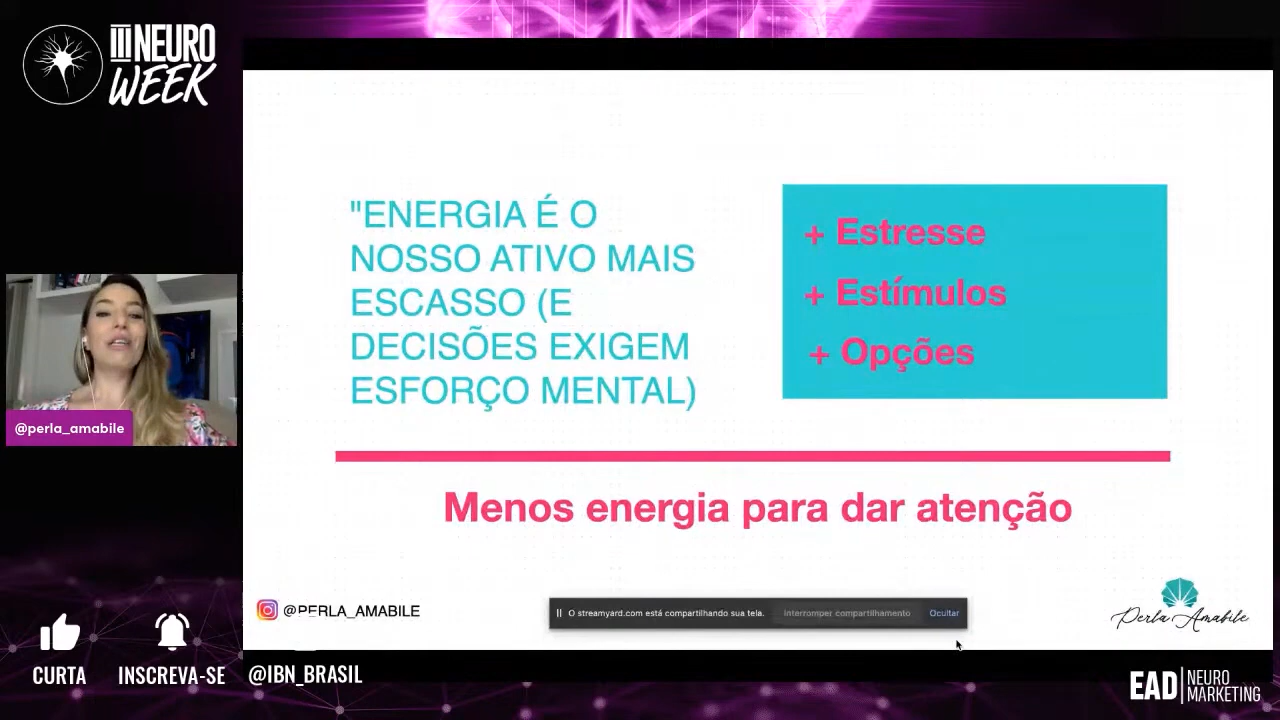 III NEURO
WEEK
"ENERGIA É O
NOSSO ATIVO MAIS
ESCASSO (E
DECISÕES EXIGEM
ESFORÇO MENTAL)
+ Estresse
+ Estímulos
+ Opções
Menos energia para dar atenção
@perla_amabile
@PERLA_AMABILE
|| O streamyard.com está compartilhando sua tela.
Interromper compartilhamento
Ocultar
Perla Amabile
CURTA
INSCREVA-SE
@IBN_BRASIL
EAD
NEURO
MARKETING